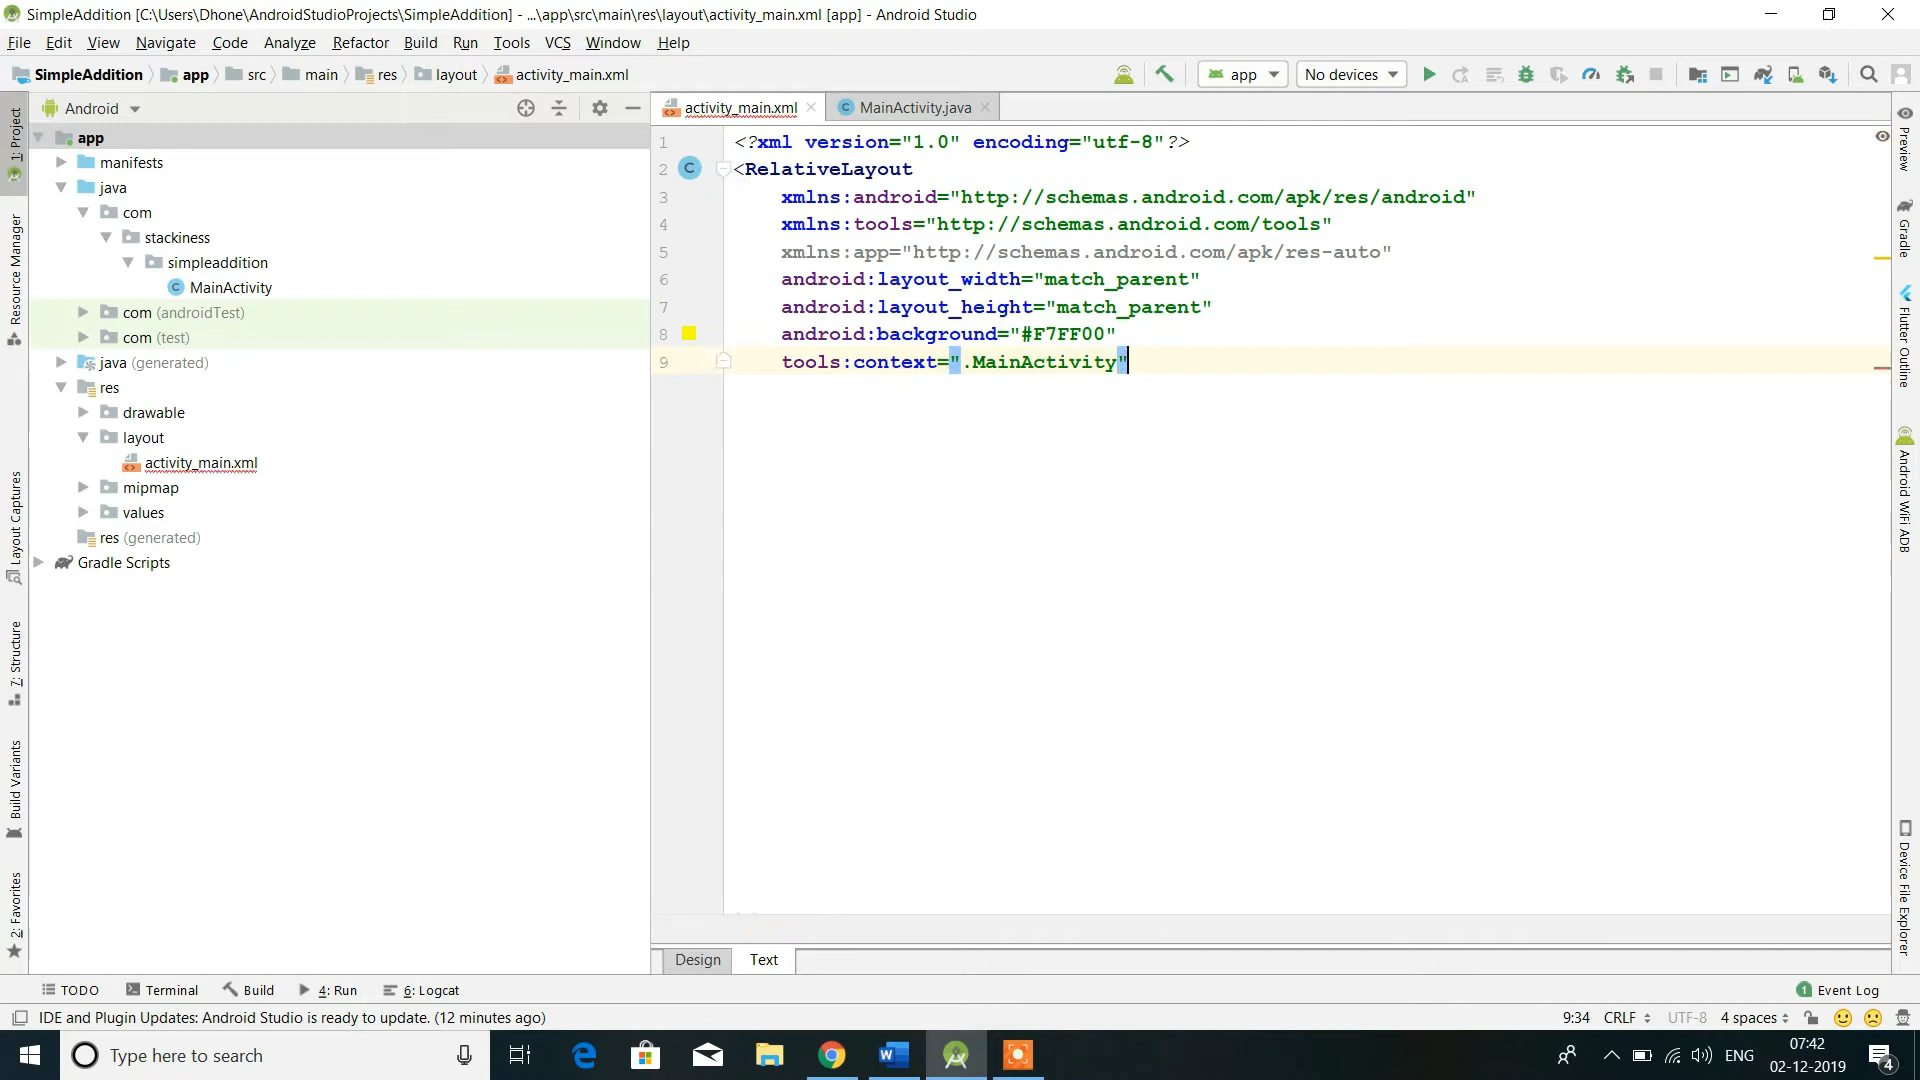 SimpleAddition [C:\Users\Dhone\AndroidStudioProjects\SimpleAddition] - ...\app\src\main\res\layout\activity_main.xml [app] - Android Studio
File Edit View Navigate Code Analyze Refactor Build Run Tools VCS Window Help
SimpleAddition app src main res layout activity_main.xml app No devices
1: Project
Resource Manager
Layout Captures
7: Structure
Build Variants
2: Favorites
Android
app
manifests
java
com
stackiness
simpleaddition
MainActivity
com (androidTest)
com (test)
java (generated)
res
drawable
layout
activity_main.xml
mipmap
values
res (generated)
Gradle Scripts
activity_main.xml MainActivity.java
1 <?xml version="1.0" encoding="utf-8"?>
2 <RelativeLayout
3 xmlns:android="http://schemas.android.com/apk/res/android"
4 xmlns:tools="http://schemas.android.com/tools"
5 xmlns:app="http://schemas.android.com/apk/res-auto"
6 android:layout_width="match_parent"
7 android:layout_height="match_parent"
8 android:background="#F7FF00"
9 tools:context=".MainActivity"
Design Text
Preview
Gradle
Flutter Outline
Android WiFi ADB
Device File Explorer
TODO Terminal Build 4: Run 6: Logcat 1 Event Log
IDE and Plugin Updates: Android Studio is ready to update. (12 minutes ago) 9:34 CRLF UTF-8 4 spaces
Type here to search ENG 07:42
02-12-2019 4